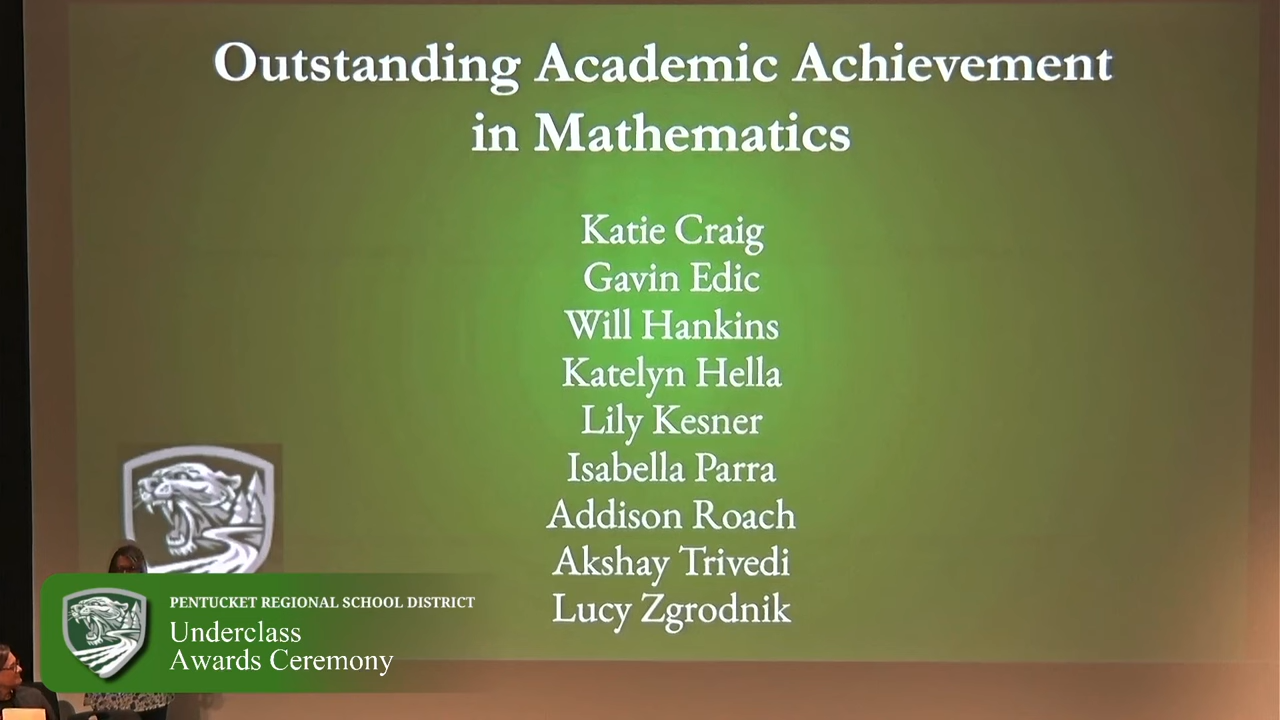 Outstanding Academic Achievement
in Mathematics
Katie Craig
Gavin Edic
Will Hankins
Katelyn Hella
Lily Kesner
Isabella Parra
Addison Roach
Akshay Trivedi
Lucy Zgrodnik
PENTUCKET REGIONAL SCHOOL DISTRICT
Underclass
Awards Ceremony